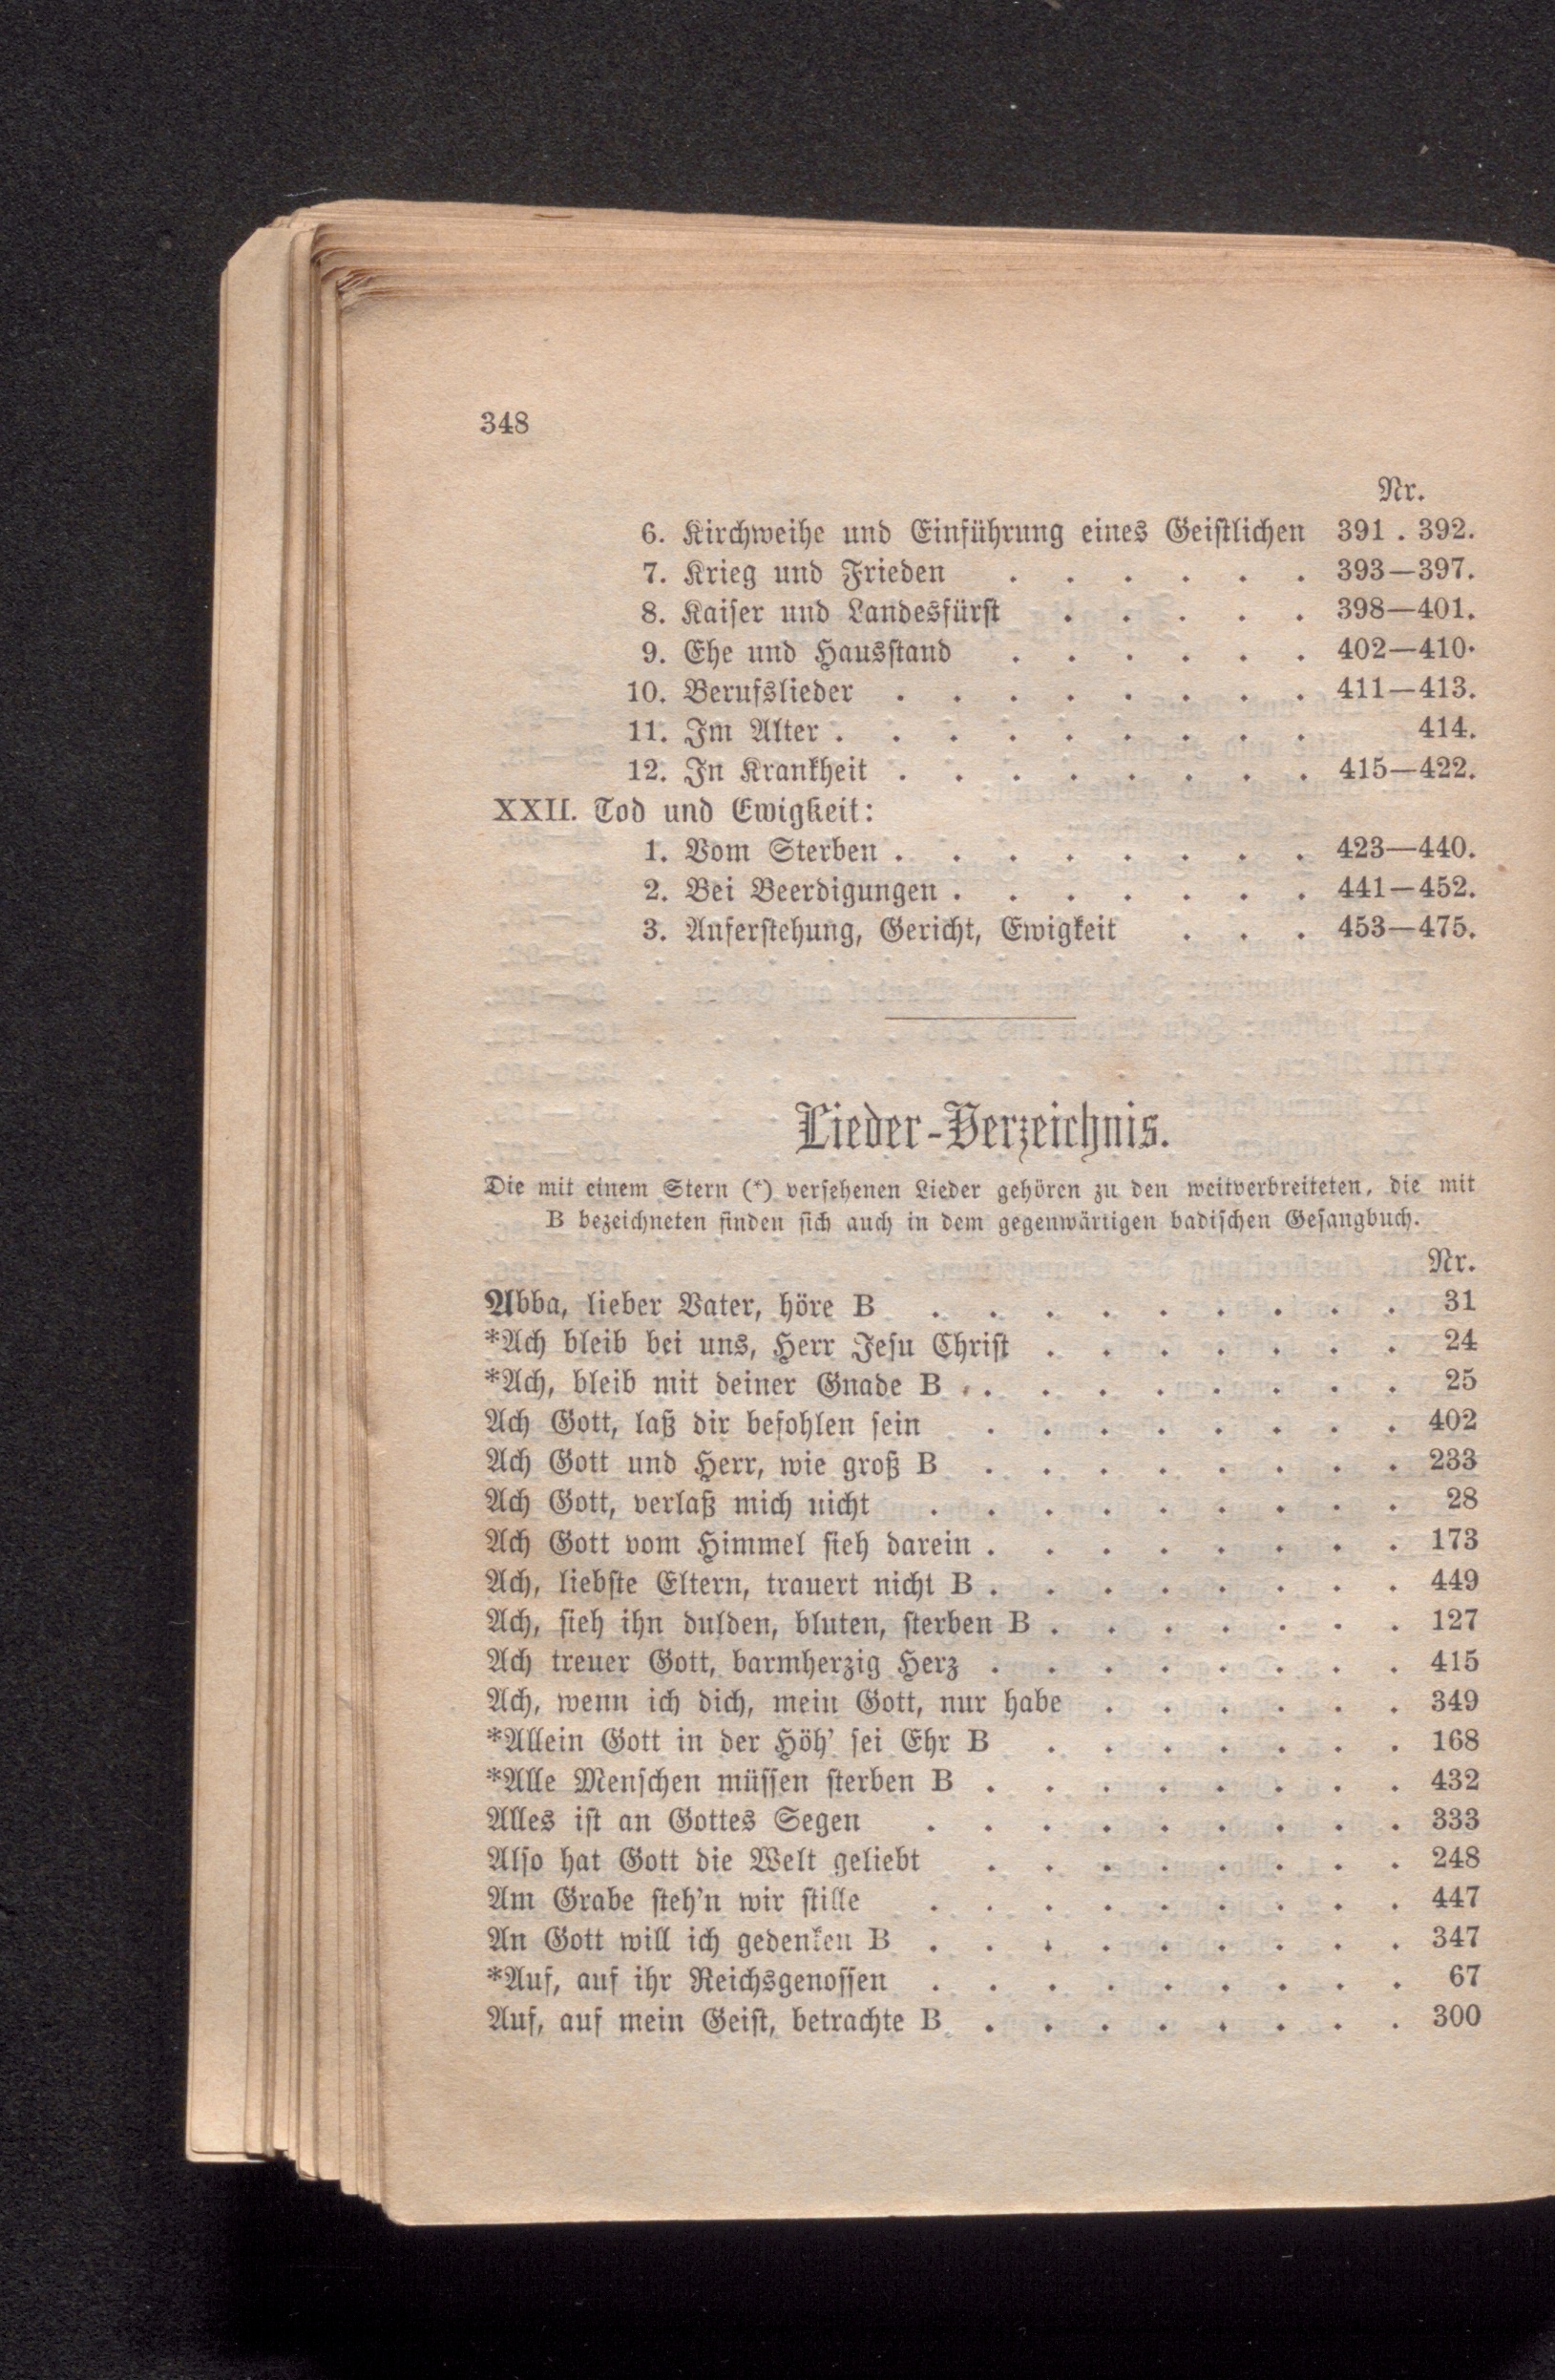 348
Nr.
6. Kirchweihe und Einführung eines Geistlichen 391 . 392.
7. Krieg und Frieden . . . . . . 393—397.
8. Kaiser und Landesfürst . . . . . 398—401.
9. Ehe und Hausstand . . . . . . 402—410.
10. Berufslieder . . . . . . . . 411—413.
11. Im Alter . . . . . . . . . 414.
12. In Krankheit . . . . . . . . 415—422.
XXII. Tod und Ewigkeit:
1. Vom Sterben . . . . . . . . 423—440.
2. Bei Beerdigungen . . . . . . . 441—452.
3. Auferstehung, Gericht, Ewigkeit . . . 453—475.
Lieder-Verzeichnis.
Die mit einem Stern (*) versehenen Lieder gehören zu den weitverbreiteten, die mit
B bezeichneten finden sich auch in dem gegenwärtigen badischen Gesangbuch.
Nr.
Abba, lieber Vater, höre B . . . . . . . . . 31
*Ach bleib bei uns, Herr Jesu Christ . . . . . . . 24
*Ach, bleib mit deiner Gnade B . . . . . . . . . 25
Ach Gott, laß dir befohlen sein . . . . . . . . 402
Ach Gott und Herr, wie groß B . . . . . . . . 233
Ach Gott, verlaß mich nicht . . . . . . . . . 28
Ach Gott vom Himmel sieh darein . . . . . . . . 173
Ach, liebste Eltern, trauert nicht B . . . . . . . . 449
Ach, sieh ihn dulden, bluten, sterben B . . . . . . . 127
Ach treuer Gott, barmherzig Herz . . . . . . . . 415
Ach, wenn ich dich, mein Gott, nur habe . . . . . . 349
*Allein Gott in der Höh' sei Ehr B . . . . . . . 168
*Alle Menschen müssen sterben B . . . . . . . . 432
Alles ist an Gottes Segen . . . . . . . . . 333
Also hat Gott die Welt geliebt . . . . . . . . 248
Am Grabe steh'n wir stille . . . . . . . . . 447
An Gott will ich gedenken B . . . . . . . . . 347
*Auf, auf ihr Reichsgenossen . . . . . . . . . 67
Auf, auf mein Geist, betrachte B . . . . . . . . 300